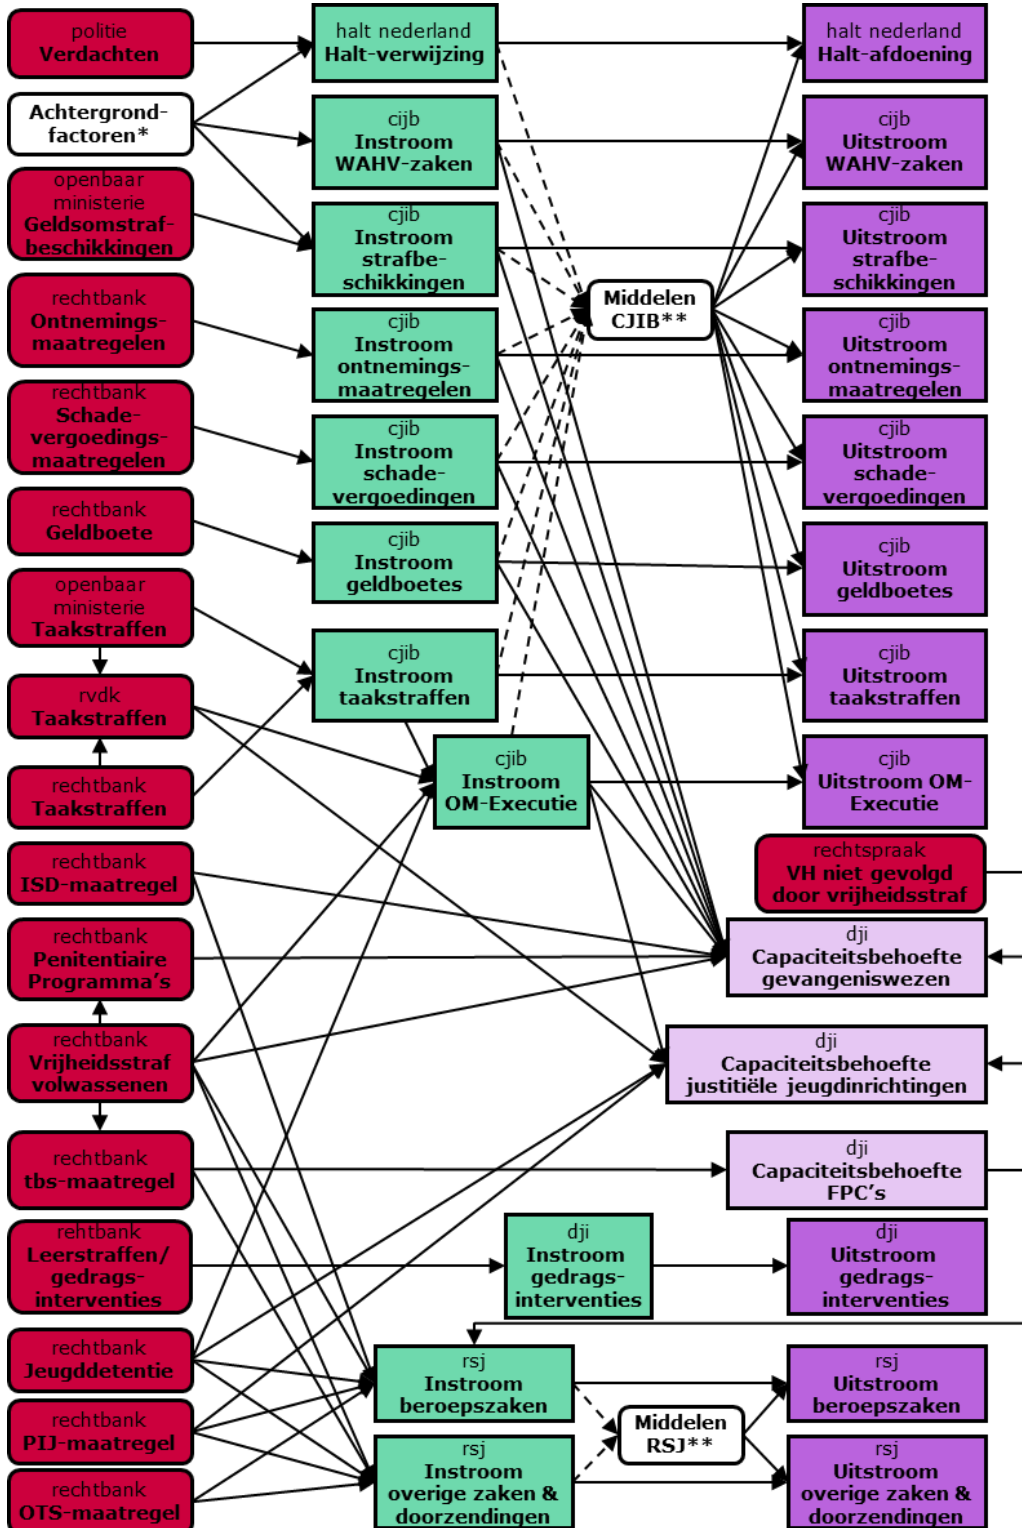 politie
Verdachten
halt nederland
Halt-verwijzing
halt nederland
Halt-afdoening
Achtergrond-
factoren*
cijb
Instroom
WAHV-zaken
cijb
Uitstroom
WAHV-zaken
openbaar
ministerie
Geldsomstraf-
beschikkingen
cjib
Instroom
strafbe-
schikkingen
cjib
Uitstroom
strafbe-
schikkingen
Middelen
CJIB**
rechtbank
Ontnemings-
maatregelen
cjib
Instroom
ontnemings-
maatregelen
cjib
Uitstroom
ontnemings-
maatregelen
rechtbank
Schade-
vergoedings-
maatregelen
cjib
Instroom
schade-
vergoedingen
cjib
Uitstroom
schade-
vergoedingen
rechtbank
Geldboete
cjib
Instroom
geldboetes
cjib
Uitstroom
geldboetes
openbaar
ministerie
Taakstraffen
cjib
Instroom
taakstraffen
cjib
Uitstroom
taakstraffen
rvdk
Taakstraffen
cjib
Instroom
OM-Executie
cjib
Uitstroom OM-
Executie
rechtbank
Taakstraffen
rechtbank
ISD-maatregel
rechtspraak
VH niet gevolgd
door vrijheidsstraf
rechtbank
Penitentiaire
Programma's
dji
Capaciteitsbehoefte
gevangeniswezen
rechtbank
Vrijheidsstraf
volwassenen
dji
Capaciteitsbehoefte
justitiële jeugdinrichtingen
rechtbank
tbs-maatregel
dji
Capaciteitsbehoefte
FPC's
rehtbank
Leerstraffen/
gedrags-
interventies
dji
Instroom
gedrags-
interventies
dji
Uitstroom
gedrags-
interventies
rechtbank
Jeugddetentie
rsj
Instroom
beroepszaken
rsj
Uitstroom
beroepszaken
rechtbank
PIJ-maatregel
Middelen
RSJ**
rechtbank
OTS-maatregel
rsj
Instroom
overige zaken &
doorzendingen
rsj
Uitstroom
overige zaken &
doorzendingen